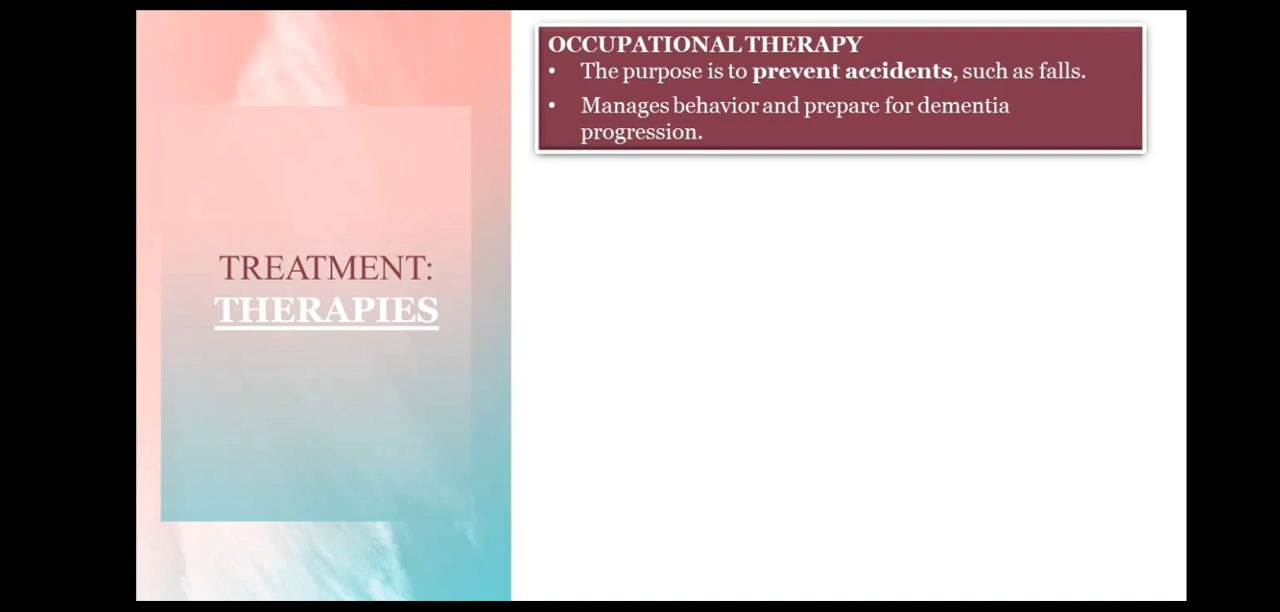 TREATMENT:
THERAPIES
OCCUPATIONAL THERAPY
• The purpose is to prevent accidents, such as falls.
• Manages behavior and prepare for dementia
progression.